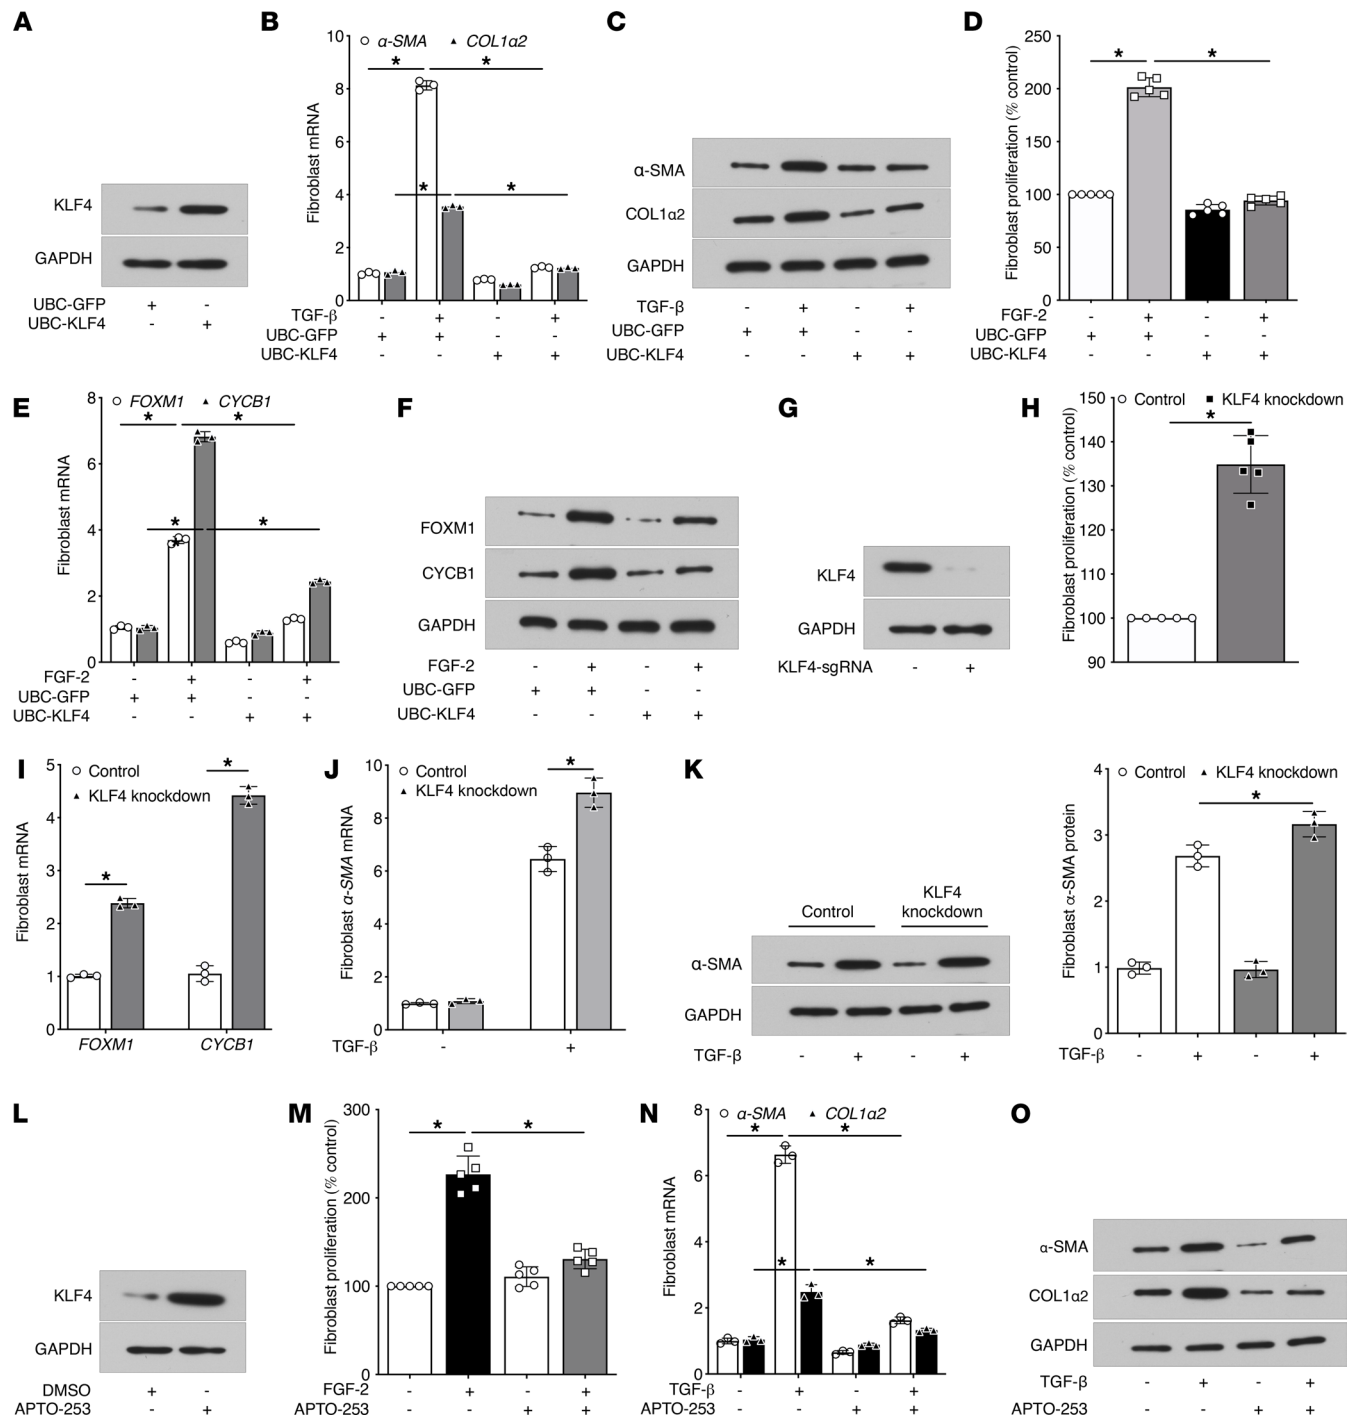 A
KLF4
GAPDH
UBC-GFP + -
UBC-KLF4 - +
B
α-SMA COL1α2
Fibroblast mRNA
10
8
6
4
2
0
* *
* *
TGF-β - + - +
UBC-GFP + + - -
UBC-KLF4 - - + +
C
α-SMA
COL1α2
GAPDH
TGF-β - + - +
UBC-GFP + + - -
UBC-KLF4 - - + +
D
Fibroblast proliferation (% control)
250
200
150
100
50
0
* *
FGF-2 - + - +
UBC-GFP + + - -
UBC-KLF4 - - + +
E
FOXM1 CYCB1
Fibroblast mRNA
8
6
4
2
0
* *
* *
FGF-2 - + - +
UBC-GFP + + - -
UBC-KLF4 - - + +
F
FOXM1
CYCB1
GAPDH
FGF-2 - + - +
UBC-GFP + + - -
UBC-KLF4 - - + +
G
KLF4
GAPDH
KLF4-sgRNA - +
H
Control KLF4 knockdown
Fibroblast proliferation (% control)
150
140
130
120
110
100
90
*
I
Control
KLF4 knockdown
Fibroblast mRNA
5
4
3
2
1
0
* *
FOXM1 CYCB1
J
Control
KLF4 knockdown
Fibroblast α-SMA mRNA
10
8
6
4
2
0
*
TGF-β - +
K
Control
KLF4
knockdown
α-SMA
GAPDH
TGF-β - + - +
Control KLF4 knockdown
Fibroblast α-SMA protein
4
3
2
1
0
*
TGF-β - + - +
L
KLF4
GAPDH
DMSO + -
APTO-253 - +
M
Fibroblast proliferation (% control)
300
200
100
0
* *
FGF-2 - + - +
APTO-253 - - + +
N
α-SMA COL1α2
Fibroblast mRNA
8
6
4
2
0
* *
* *
TGF-β - + - +
APTO-253 - - + +
O
α-SMA
COL1α2
GAPDH
TGF-β - + - +
APTO-253 - - + +